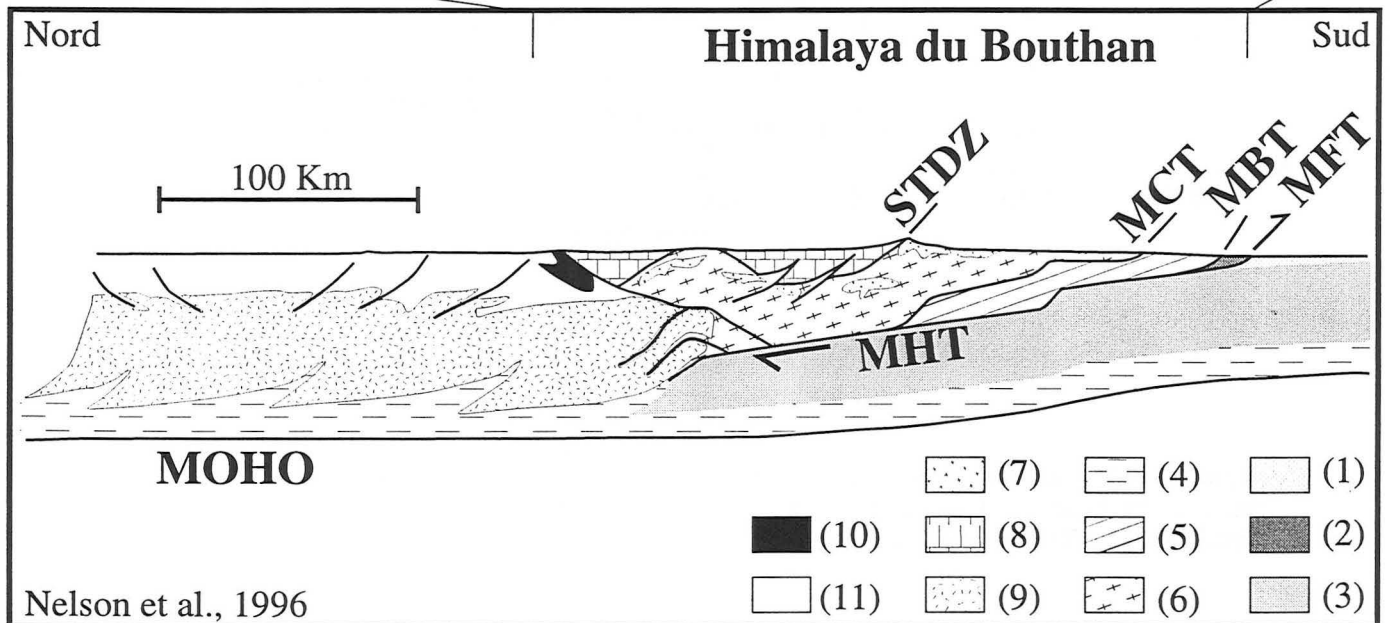 Nord
Himalaya du Bouthan
Sud
100 Km
STDZ
MCT
MBT
MFT
MHT
MOHO
(7) (4) (1)
(10) (8) (5) (2)
(11) (9) (6) (3)
Nelson et al., 1996